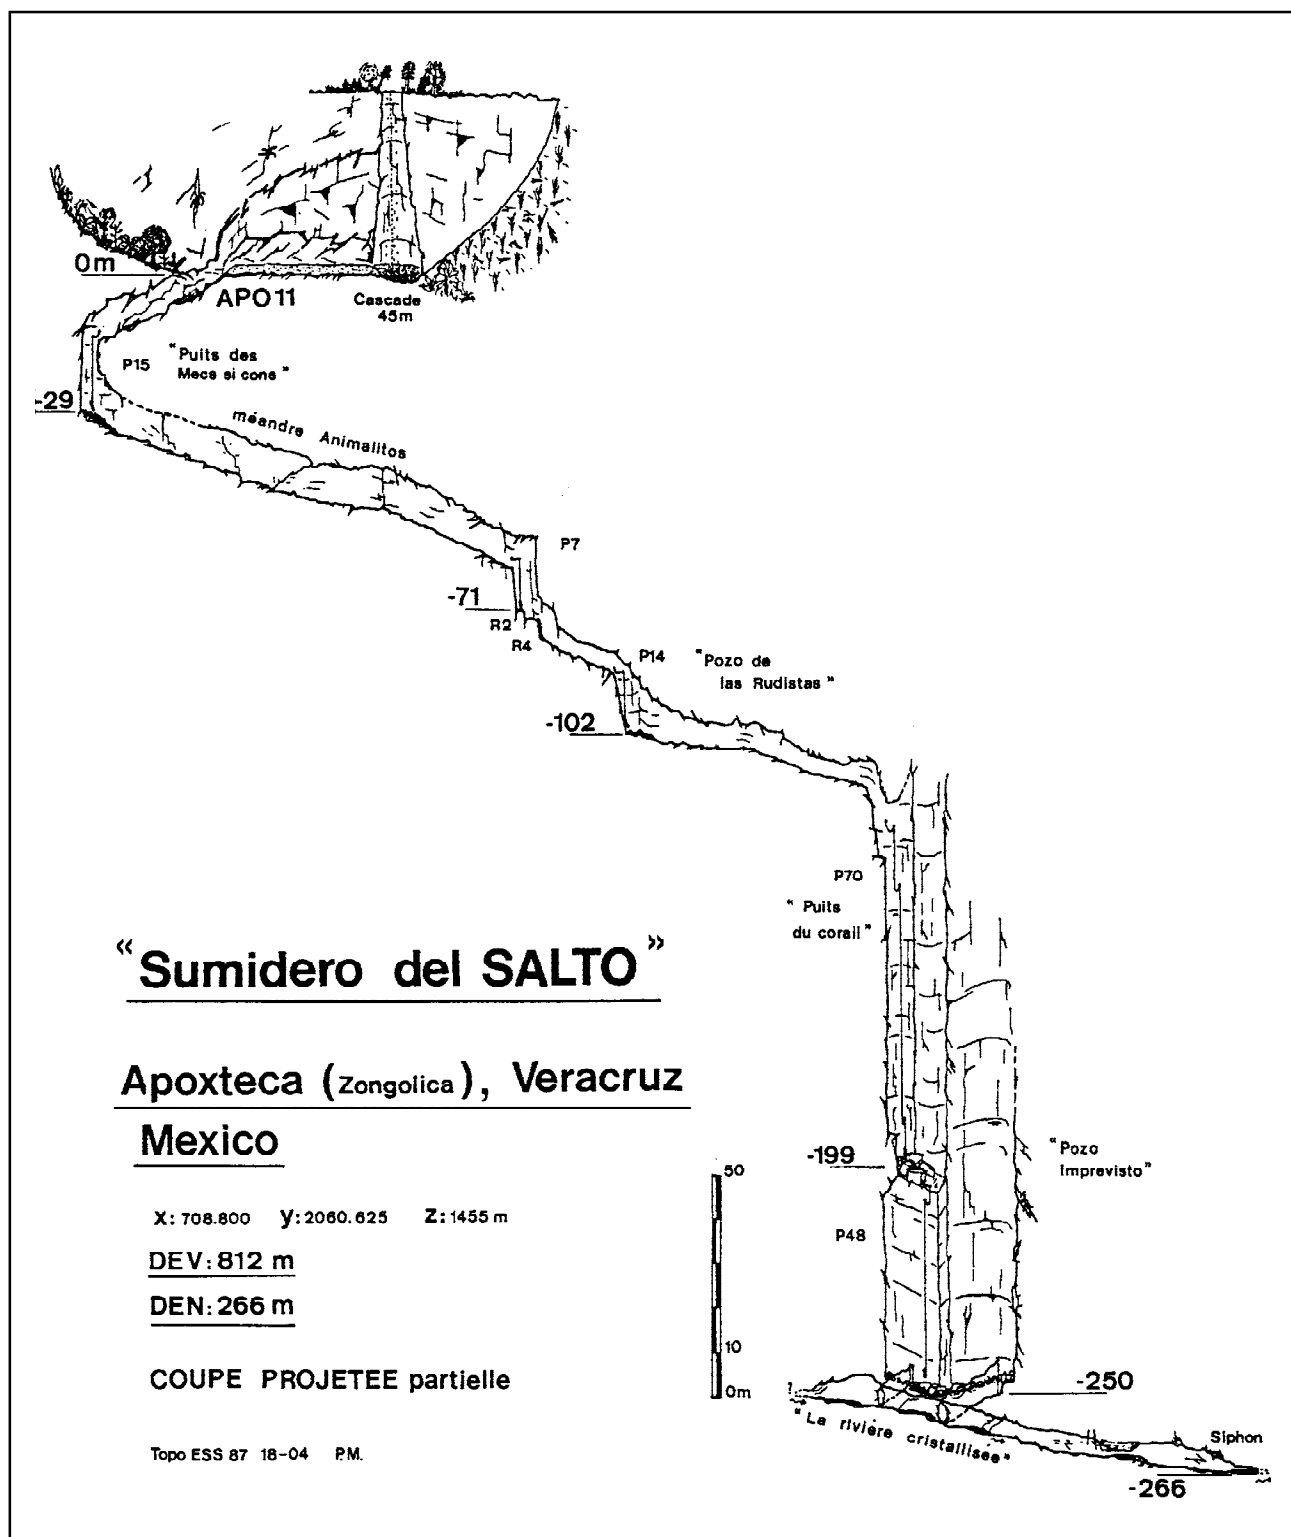 0m
APO11
Cascade
45m
P15
"Puits des
Mecs si cons"
-29
méandre Animalitos
P7
-71
R2
R4
P14
"Pozo de
las Rudistas"
-102
P70
"Puits
du corail"
"Sumidero del SALTO"
Apoxteca (Zongolica), Veracruz
Mexico
-199
"Pozo
Imprevisto"
50
X: 708.800 Y: 2060.625 Z: 1455 m
P48
DEV: 812 m
DEN: 266 m
10
COUPE PROJETEE partielle
0m
-250
"La rivière cristallisée"
Siphon
Topo ESS 87 18-04 P.M.
-266